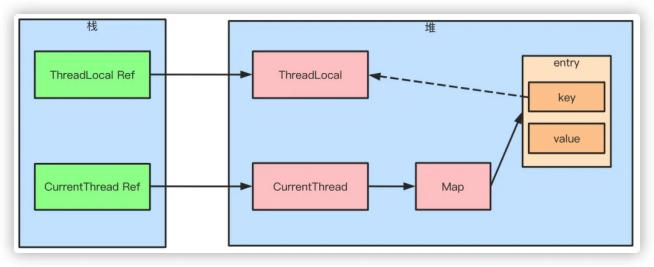 栈
堆
ThreadLocal Ref
ThreadLocal
entry
key
value
CurrentThread Ref
CurrentThread
Map